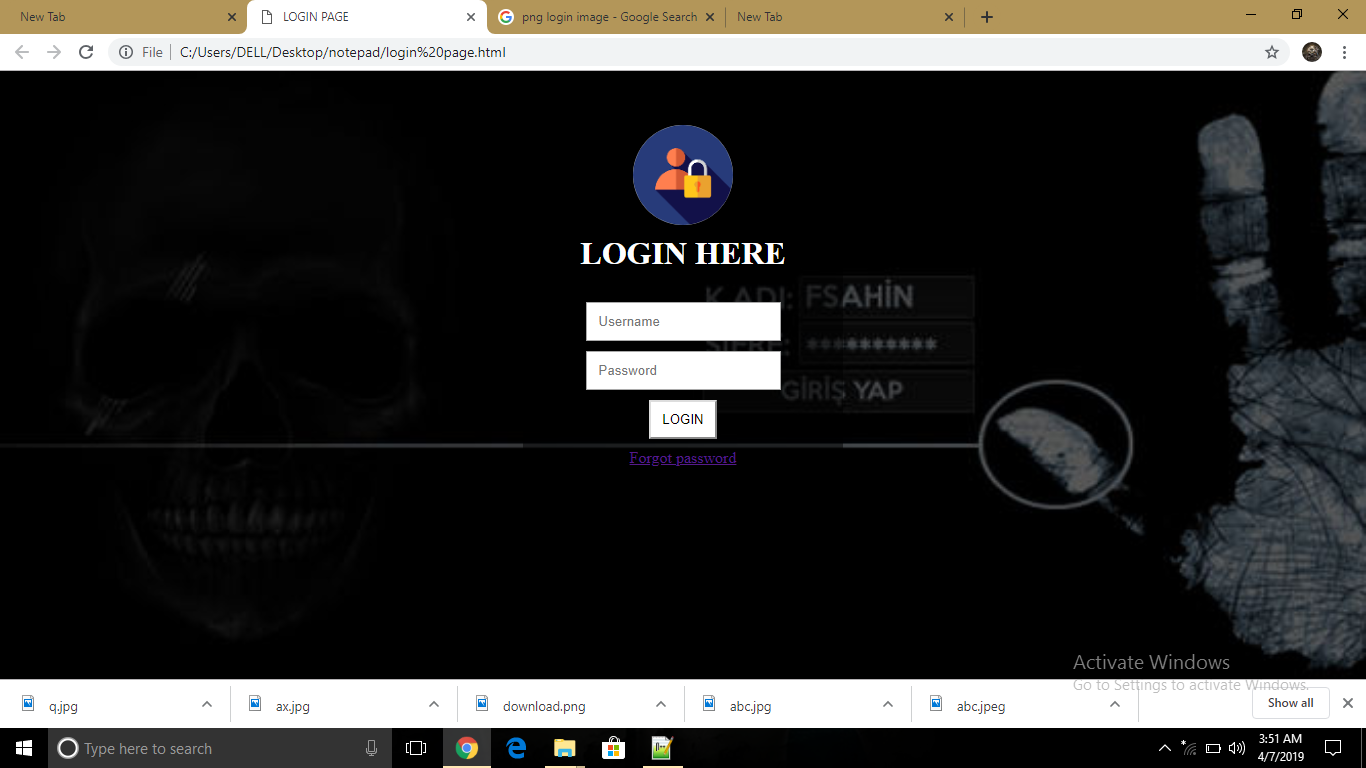 New Tab
LOGIN PAGE
png login image - Google Search
New Tab
File
C:/Users/DELL/Desktop/notepad/login%20page.html
LOGIN HERE
K.ADI: FSAHİN
Username
ŞİFRE: **********
Password
GİRİŞ YAP
LOGIN
Forgot password
Activate Windows
Go to Settings to activate Windows.
q.jpg
ax.jpg
download.png
abc.jpg
abc.jpeg
Show all
Type here to search
3:51 AM
4/7/2019